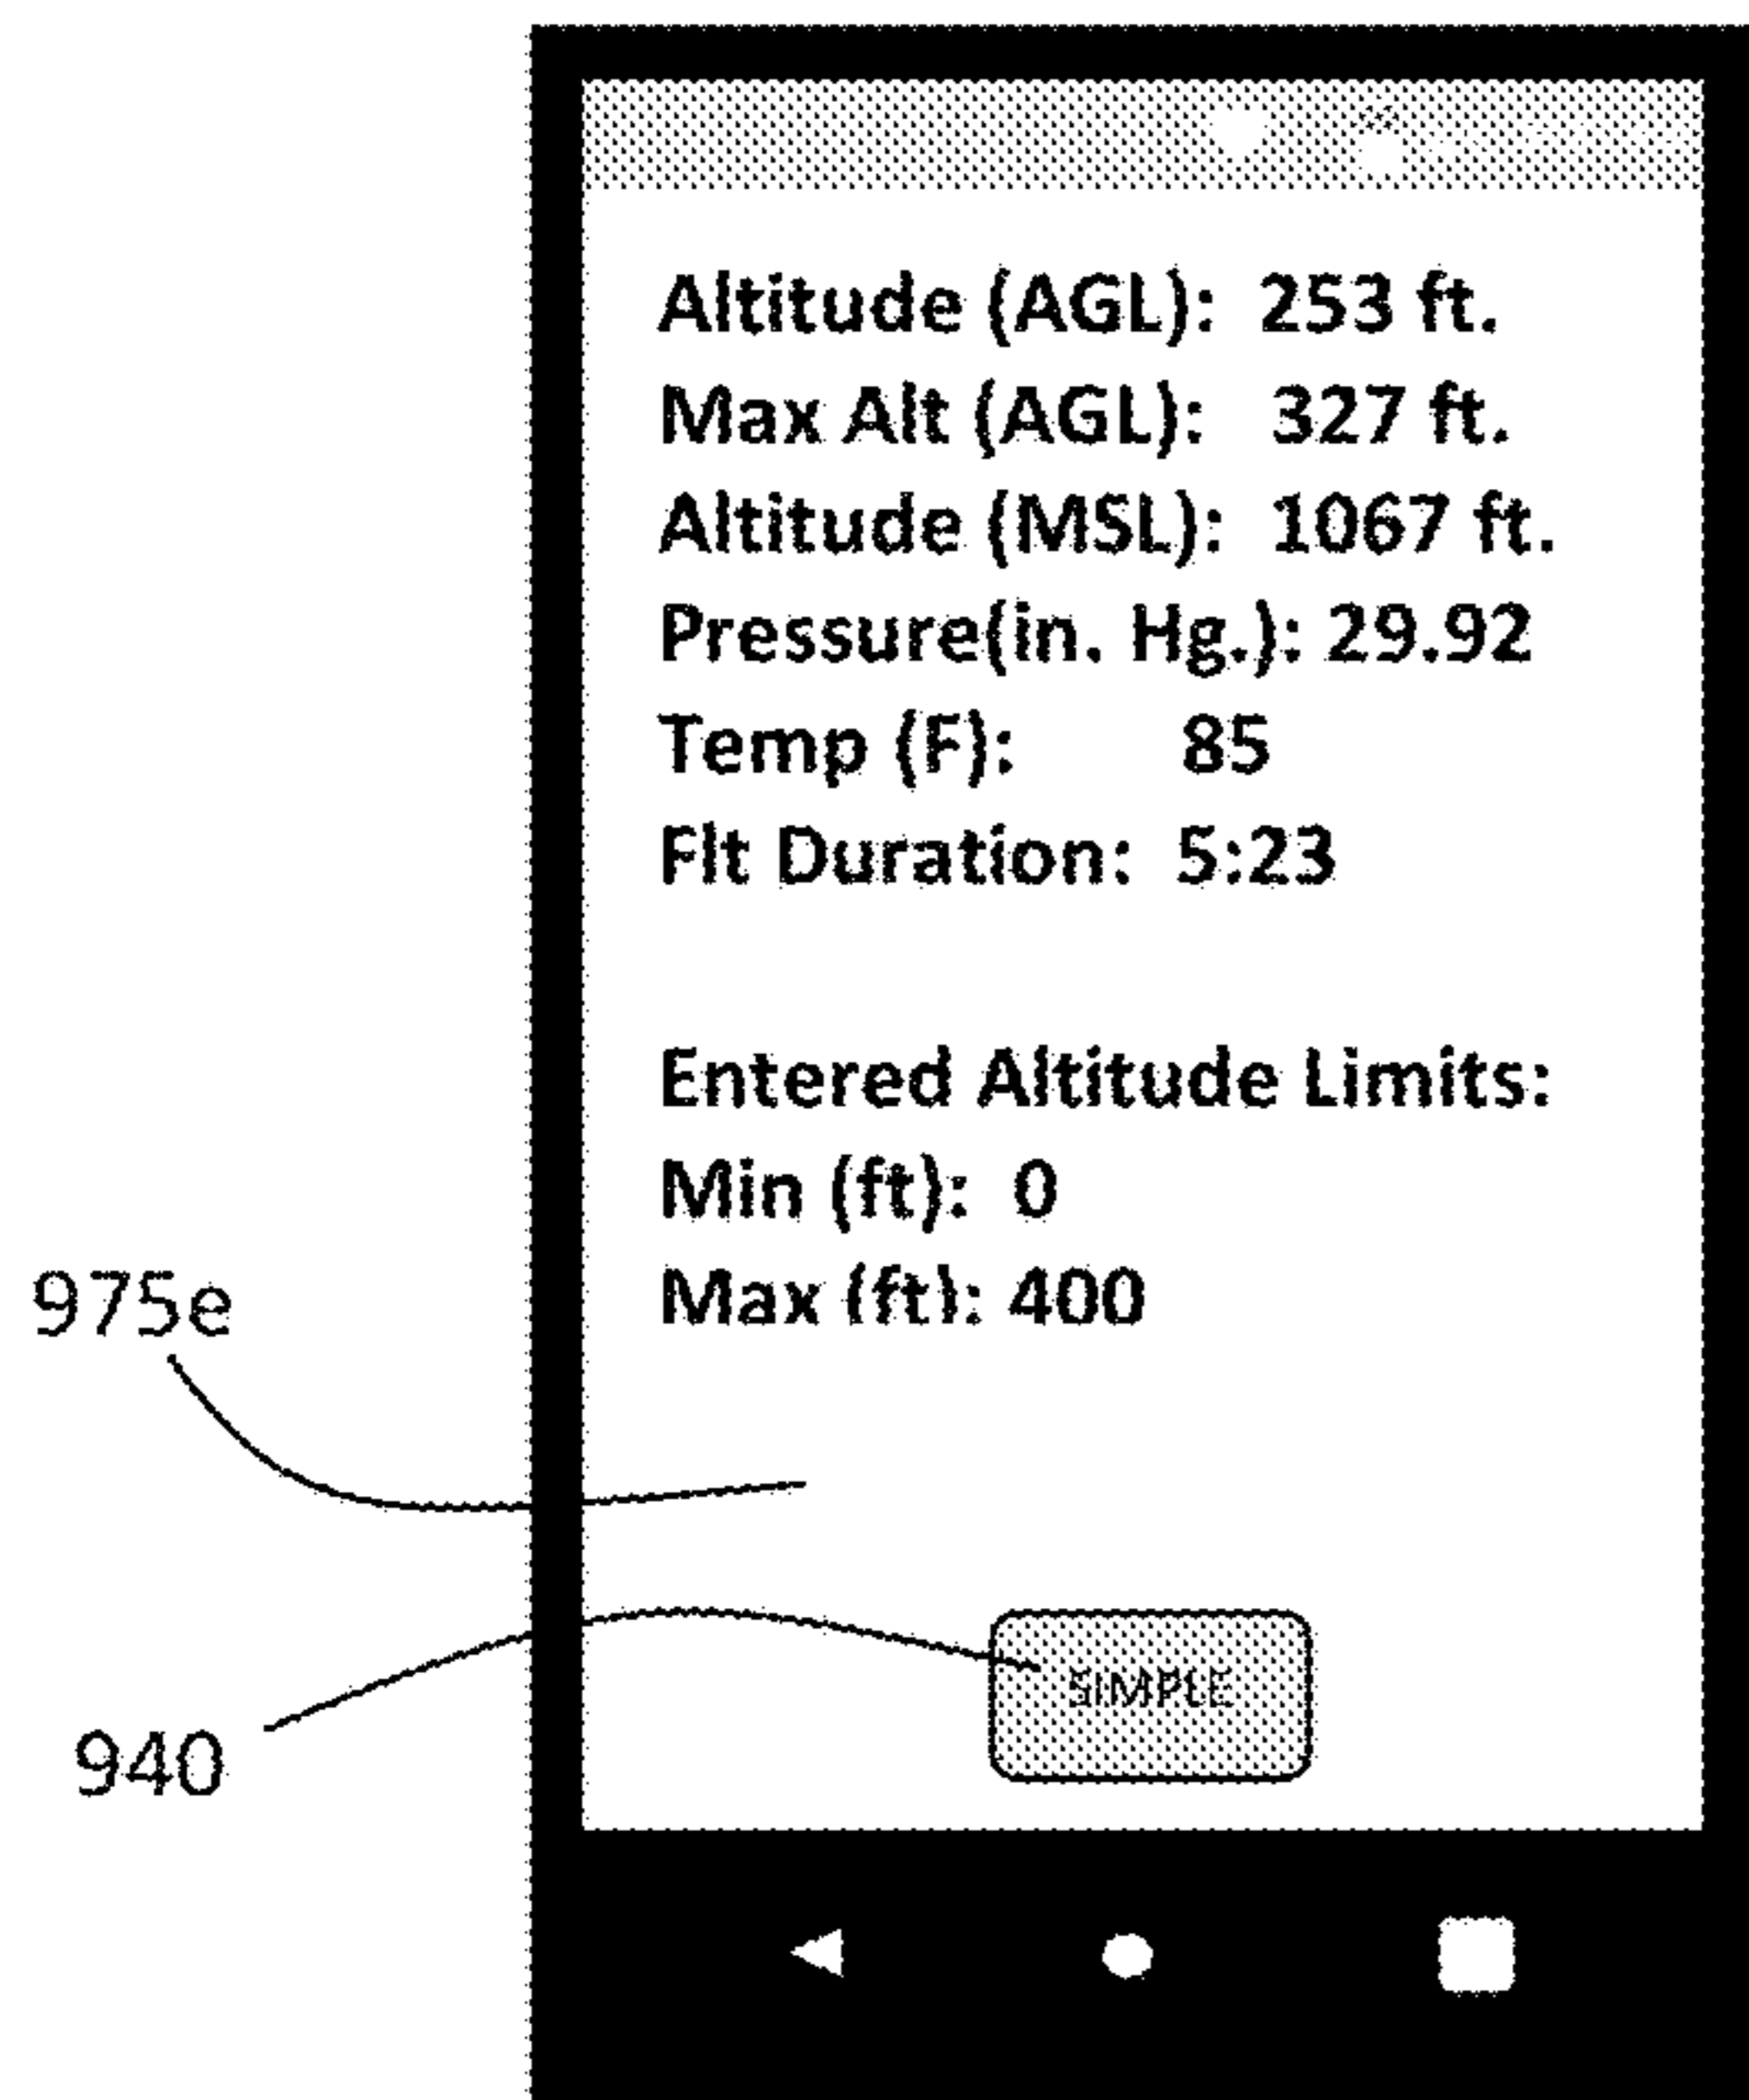 Altitude (AGL): 253 ft.
Max Alt (AGL): 327 ft.
Altitude (MSL): 1067 ft.
Pressure(in. Hg.): 29.92
Temp (F): 85
Flt Duration: 5:23
Entered Altitude Limits:
Min (ft): 0
Max (ft): 400
975e
SIMPLE
940